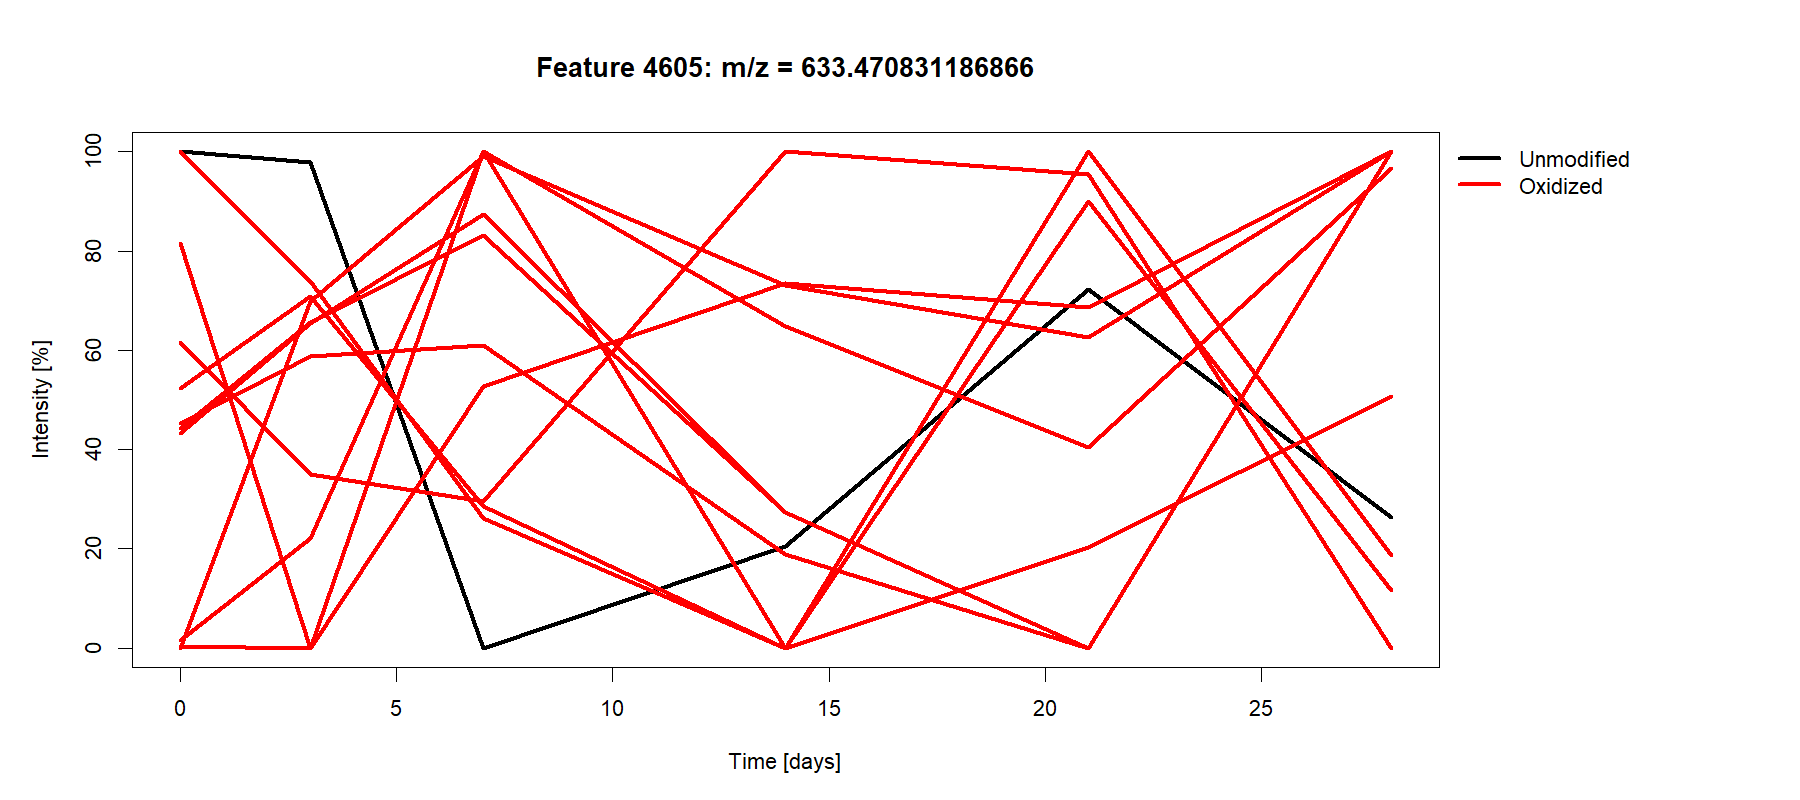 Feature 4605: m/z = 633.470831186866
Unmodified
Oxidized
Intensity [%]
100
80
60
40
20
0
0 5 10 15 20 25
Time [days]